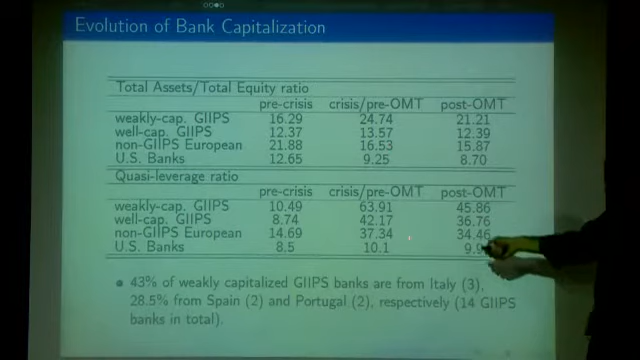 Evolution of Bank Capitalization
Total Assets/Total Equity ratio
pre-crisis crisis/pre-OMT post-OMT
weakly-cap. GIIPS 16.29 24.74 21.21
well-cap. GIIPS 12.37 13.57 12.39
non-GIIPS European 21.88 16.53 15.87
U.S. Banks 12.65 9.25 8.70
Quasi-leverage ratio
pre-crisis crisis/pre-OMT post-OMT
weakly-cap. GIIPS 10.49 63.91 45.86
well-cap. GIIPS 8.74 42.17 36.76
non-GIIPS European 14.69 37.34 34.46
U.S. Banks 8.5 10.1
43% of weakly capitalized GIIPS banks are from Italy (3),
28.5% from Spain (2) and Portugal (2), respectively (14 GIIPS
banks in total).